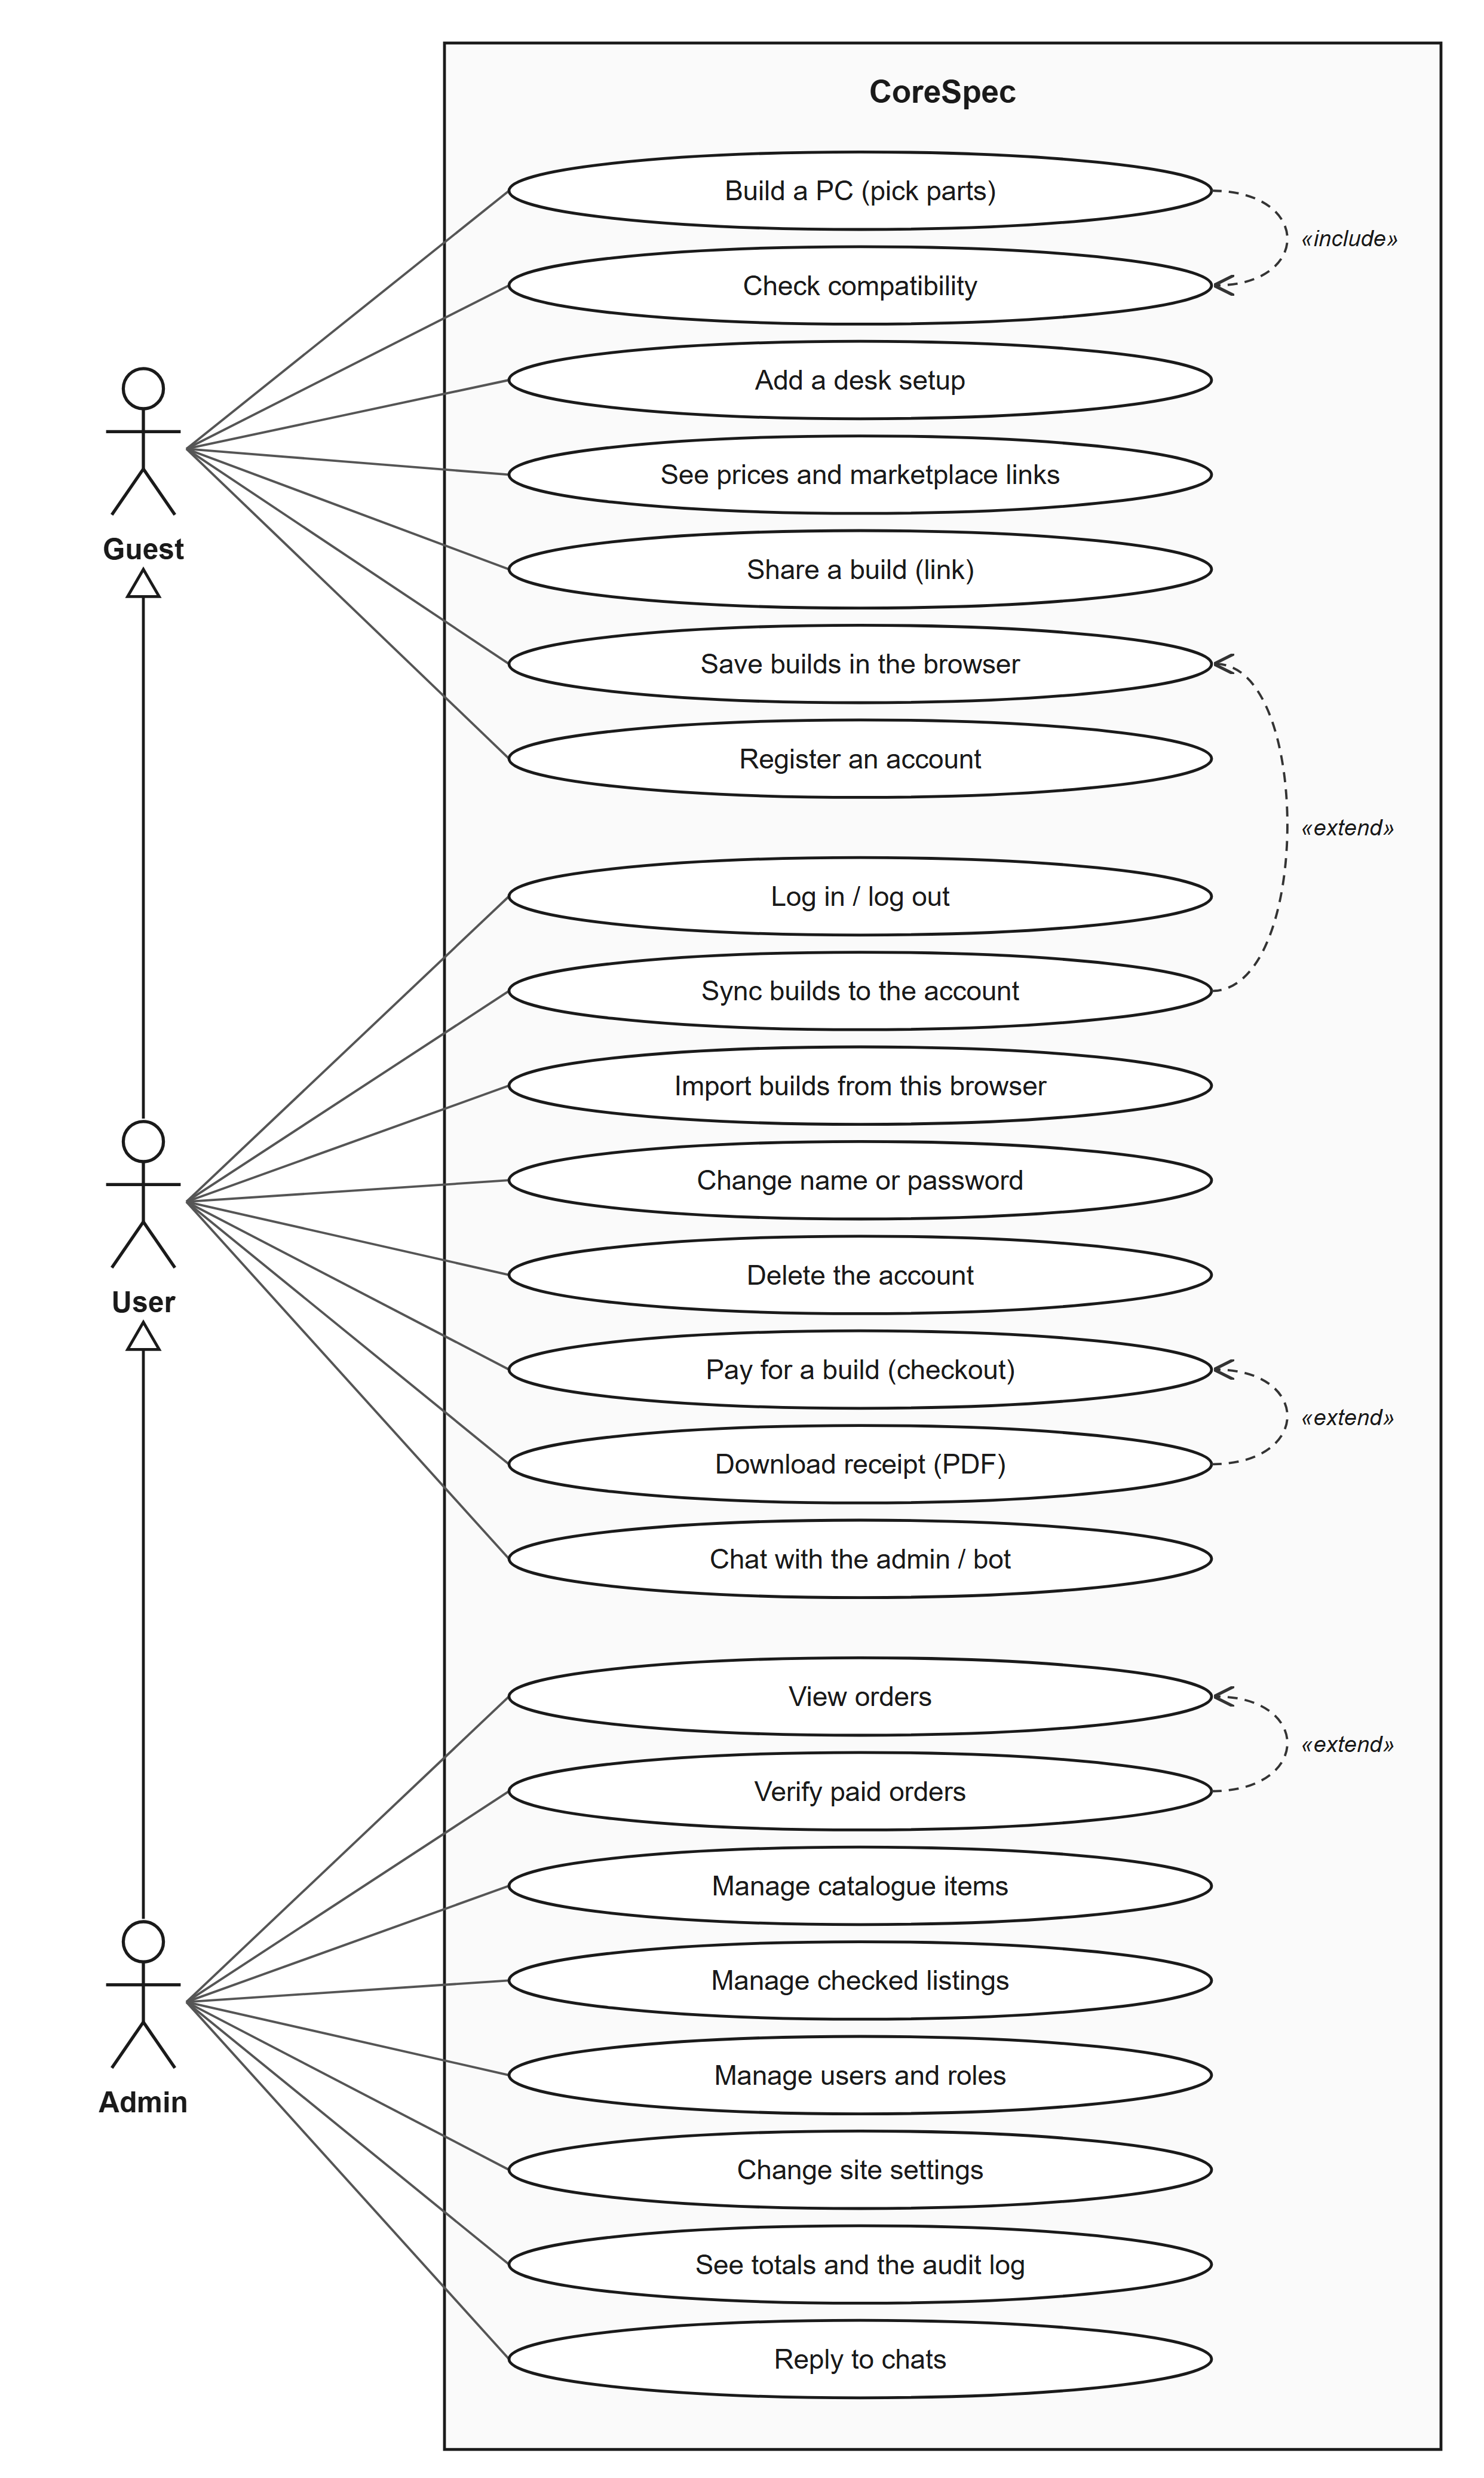 CoreSpec
Build a PC (pick parts)
«include»
Check compatibility
Add a desk setup
See prices and marketplace links
Guest
Share a build (link)
Save builds in the browser
Register an account
«extend»
Log in / log out
Sync builds to the account
Import builds from this browser
Change name or password
Delete the account
User
Pay for a build (checkout)
«extend»
Download receipt (PDF)
Chat with the admin / bot
View orders
«extend»
Verify paid orders
Manage catalogue items
Manage checked listings
Manage users and roles
Admin
Change site settings
See totals and the audit log
Reply to chats